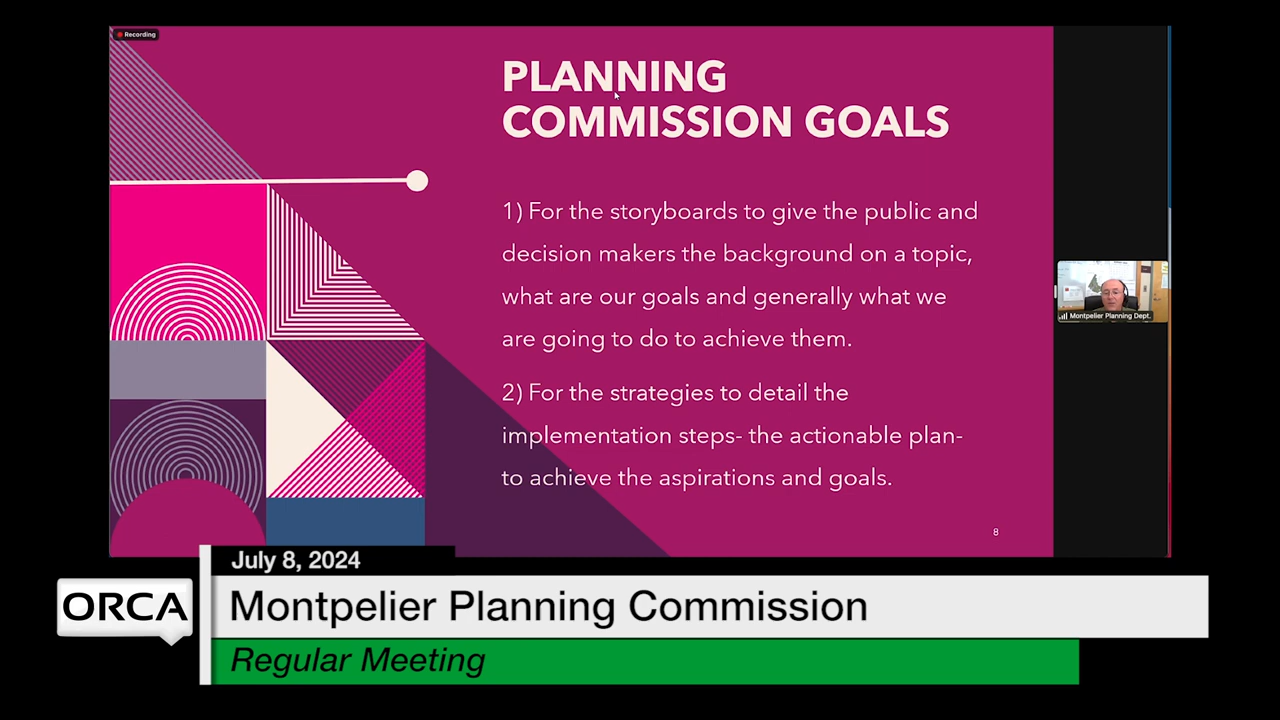 Recording
PLANNING
COMMISSION GOALS
1) For the storyboards to give the public and
decision makers the background on a topic,
what are our goals and generally what we
are going to do to achieve them.
2) For the strategies to detail the
implementation steps- the actionable plan-
to achieve the aspirations and goals.
8
Montpelier Planning Dept.
July 8, 2024
ORCA
Montpelier Planning Commission
Regular Meeting